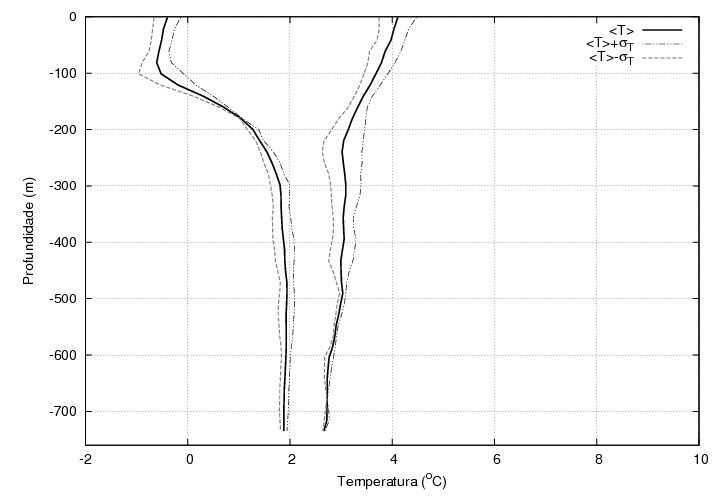 <T>
<T>+σT
<T>-σT
0
-100
-200
-300
-400
-500
-600
-700
Profundidade (m)
-2 0 2 4 6 8 10
Temperatura (oC)